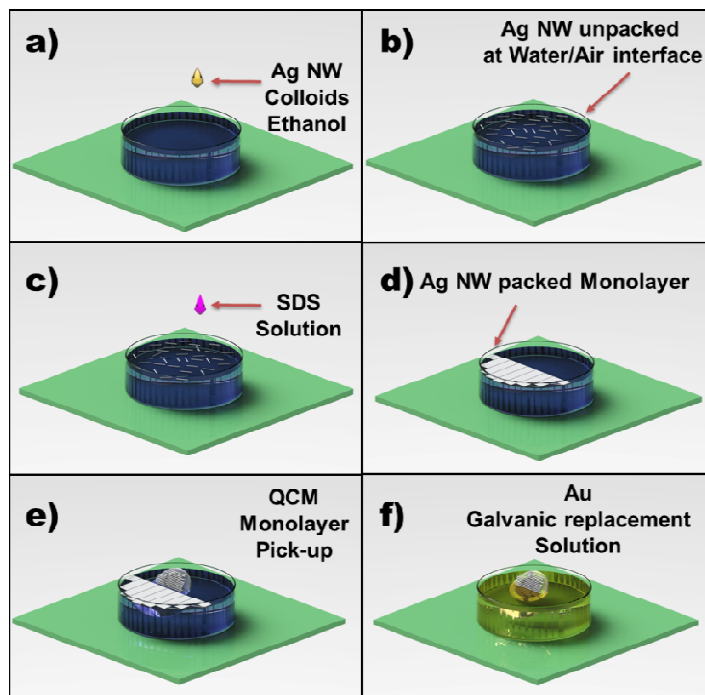 a)
Ag NW
Colloids
Ethanol
b)
Ag NW unpacked
at Water/Air interface
c)
SDS
Solution
d)
Ag NW packed Monolayer
e)
QCM
Monolayer
Pick-up
f)
Au
Galvanic replacement
Solution